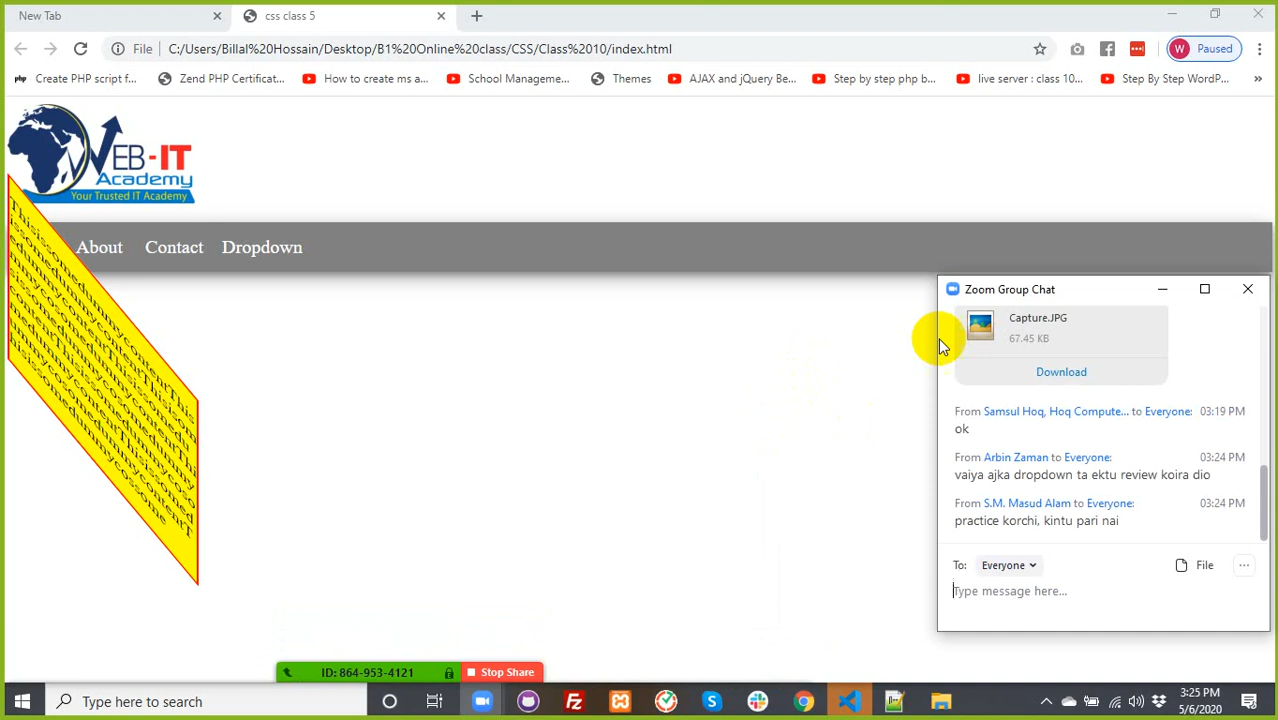 New Tab
css class 5
File
C:/Users/Billal%20Hossain/Desktop/B1%20Online%20class/CSS/Class%2010/index.html
W
Paused
Create PHP script f...
Zend PHP Certificat...
How to create ms a...
School Manageme...
Themes
AJAX and jQuery Be...
Step by step php b...
live server : class 10...
Step By Step WordP...
WEB-IT
Academy
Your Trusted IT Academy
About
Contact
Dropdown
Zoom Group Chat
Capture.JPG
67.45 KB
Download
From Samsul Hoq, Hoq Compute... to Everyone: 03:19 PM
ok
From Arbin Zaman to Everyone: 03:24 PM
vaiya ajka dropdown ta ektu review koira dio
From S.M. Masud Alam to Everyone: 03:24 PM
practice korchi, kintu pari nai
To: Everyone
File
Type message here...
ID: 864-953-4121
Stop Share
Type here to search
3:25 PM
5/6/2020